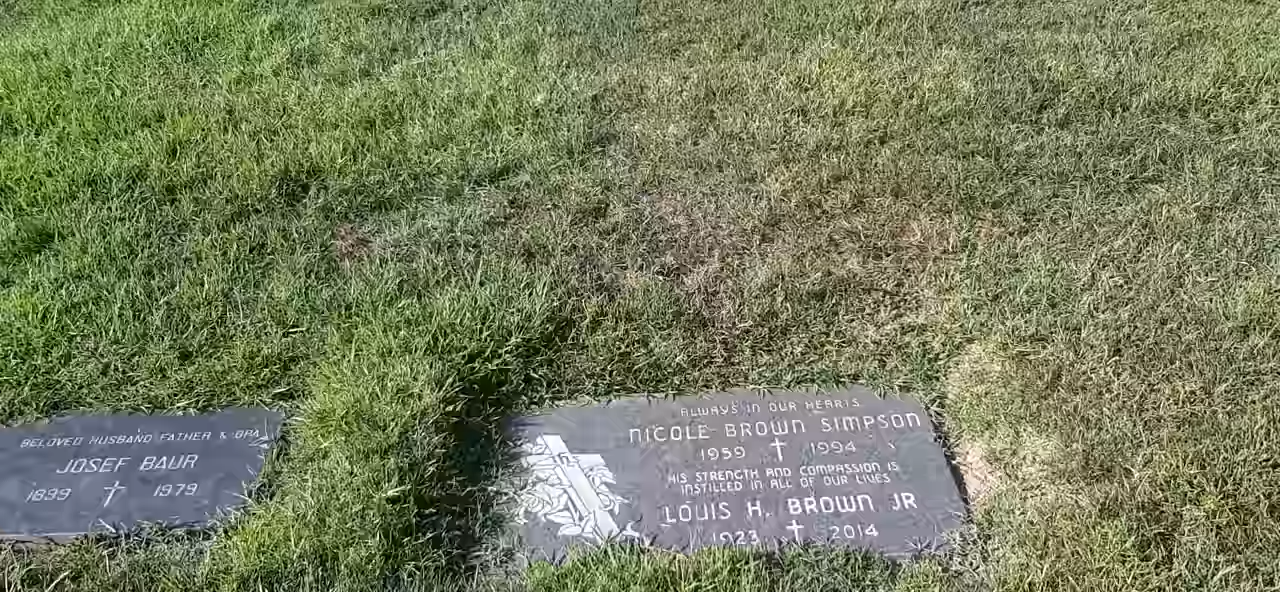 BELOVED HUSBAND FATHER & OPA
JOSEF BAUR
1899 1979
ALWAYS IN OUR HEARTS
NICOLE BROWN SIMPSON
1959 1994
HIS STRENGTH AND COMPASSION IS
INSTILLED IN ALL OF OUR LIVES
LOUIS H. BROWN JR
1923 2014
IHS